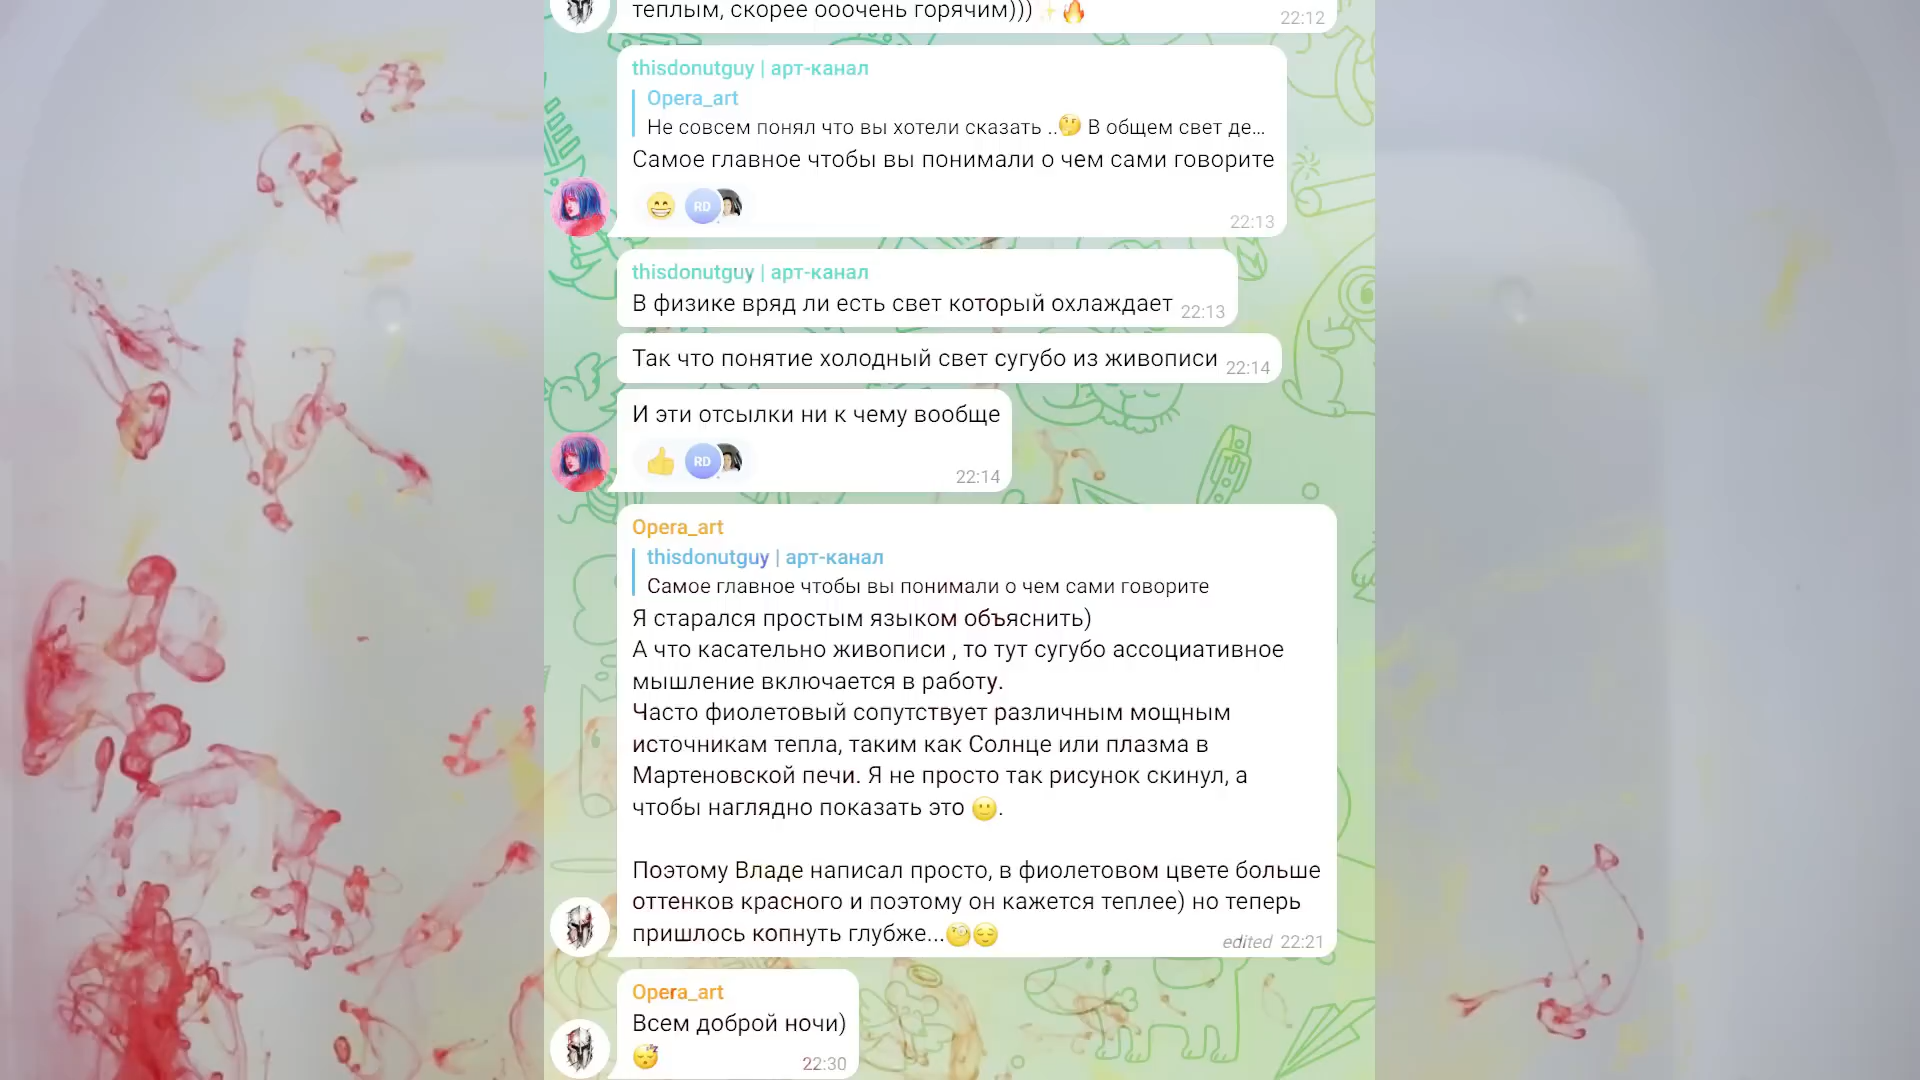 теплым, скорее ооочень горячим)))✨🔥
22:12
thisdonutguy | арт-канал
Opera_art
Не совсем понял что вы хотели сказать ..🤔 В общем свет де...
Самое главное чтобы вы понимали о чем сами говорите
😁 RD
22:13
thisdonutguy | арт-канал
В физике вряд ли есть свет который охлаждает 22:13
Так что понятие холодный свет сугубо из живописи 22:14
И эти отсылки ни к чему вообще
👍 RD
22:14
Opera_art
thisdonutguy | арт-канал
Самое главное чтобы вы понимали о чем сами говорите
Я старался простым языком объяснить)
А что касательно живописи , то тут сугубо ассоциативное
мышление включается в работу.
Часто фиолетовый сопутствует различным мощным
источникам тепла, таким как Солнце или плазма в
Мартеновской печи. Я не просто так рисунок скинул, а
чтобы наглядно показать это 🙂.
Поэтому Владе написал просто, в фиолетовом цвете больше
оттенков красного и поэтому он кажется теплее) но теперь
пришлось копнуть глубже...🧐😌
edited 22:21
Opera_art
Всем доброй ночи)
😴 22:30